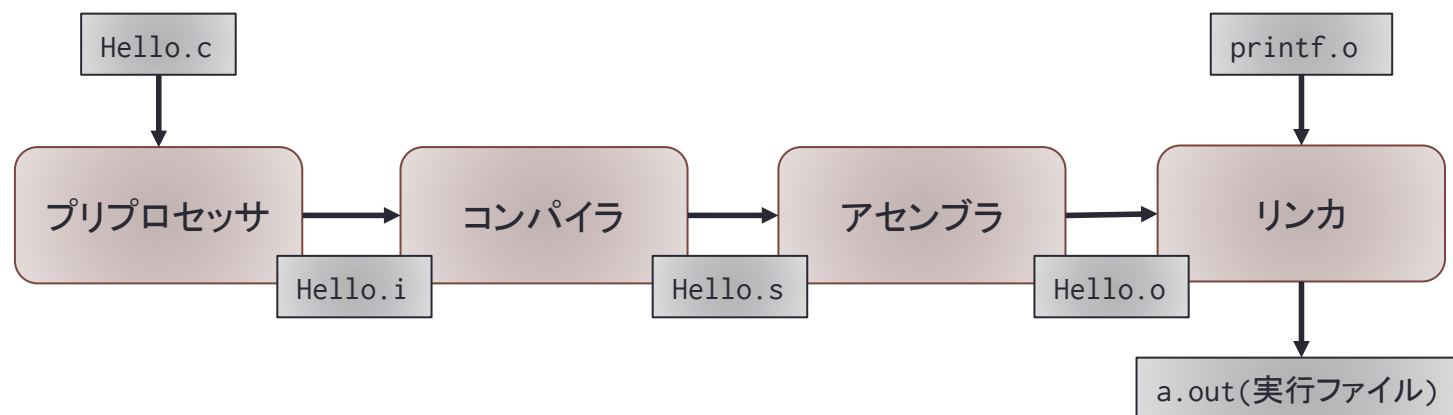 Hello.c
printf.o
プリプロセッサ
コンパイラ
アセンブラ
リンカ
Hello.i
Hello.s
Hello.o
a.out(実行ファイル)